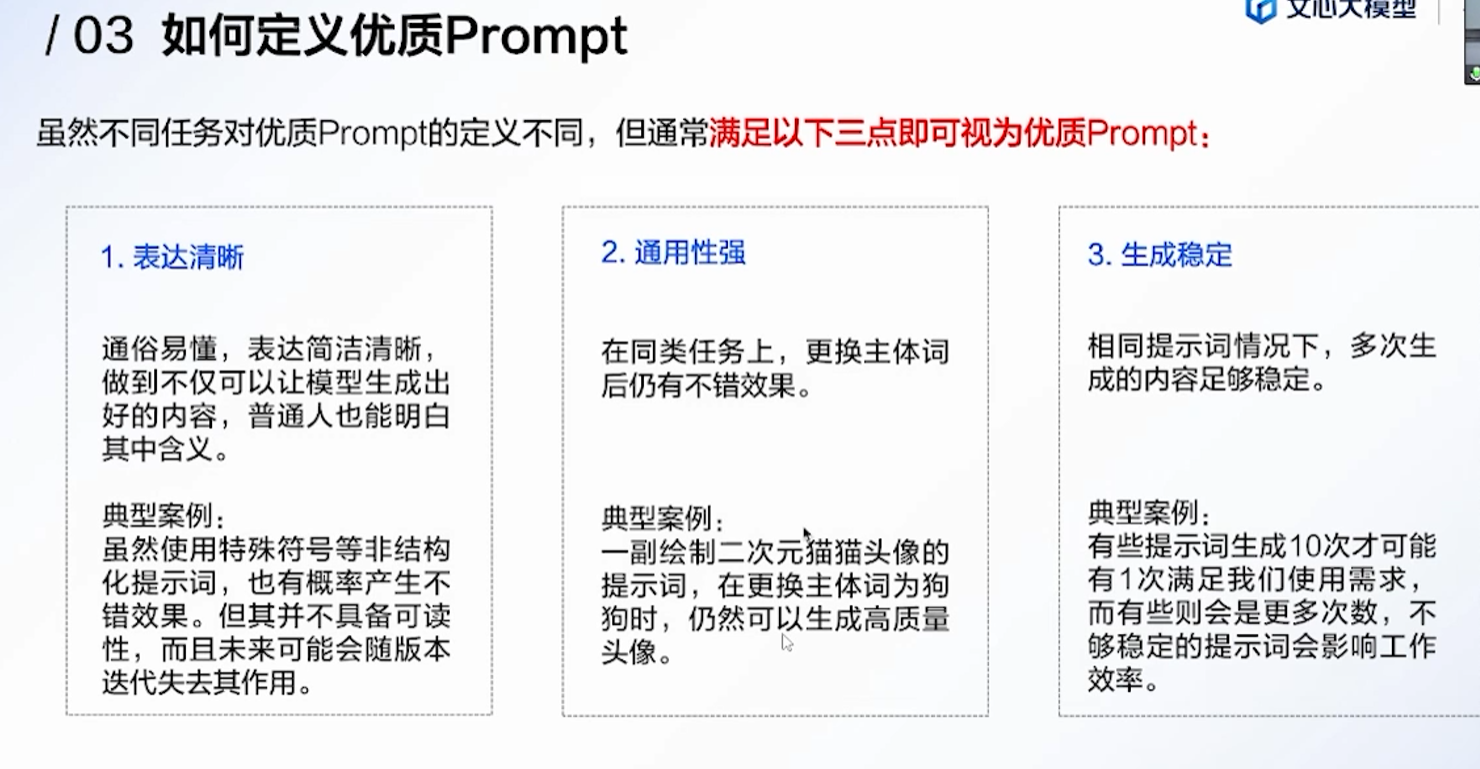 / 03 如何定义优质Prompt
文心大模型
虽然不同任务对优质Prompt的定义不同，但通常满足以下三点即可视为优质Prompt：
1. 表达清晰
通俗易懂，表达简洁清晰，
做到不仅可以让模型生成出
好的内容，普通人也能明白
其中含义。
典型案例：
虽然使用特殊符号等非结构
化提示词，也有概率产生不
错效果。但其并不具备可读
性，而且未来可能会随版本
迭代失去其作用。
2. 通用性强
在同类任务上，更换主体词
后仍有不错效果。
典型案例：
一副绘制二次元猫猫头像的
提示词，在更换主体词为狗
狗时，仍然可以生成高质量
头像。
3. 生成稳定
相同提示词情况下，多次生
成的内容足够稳定。
典型案例：
有些提示词生成10次才可能
有1次满足我们使用需求，
而有些则会是更多次数，不
够稳定的提示词会影响工作
效率。